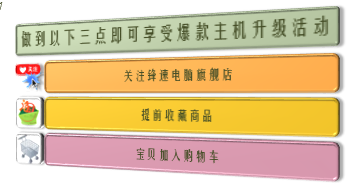 做到以下三点即可享受爆款主机升级活动
关注锋速电脑旗舰店
提前收藏商品
宝贝加入购物车